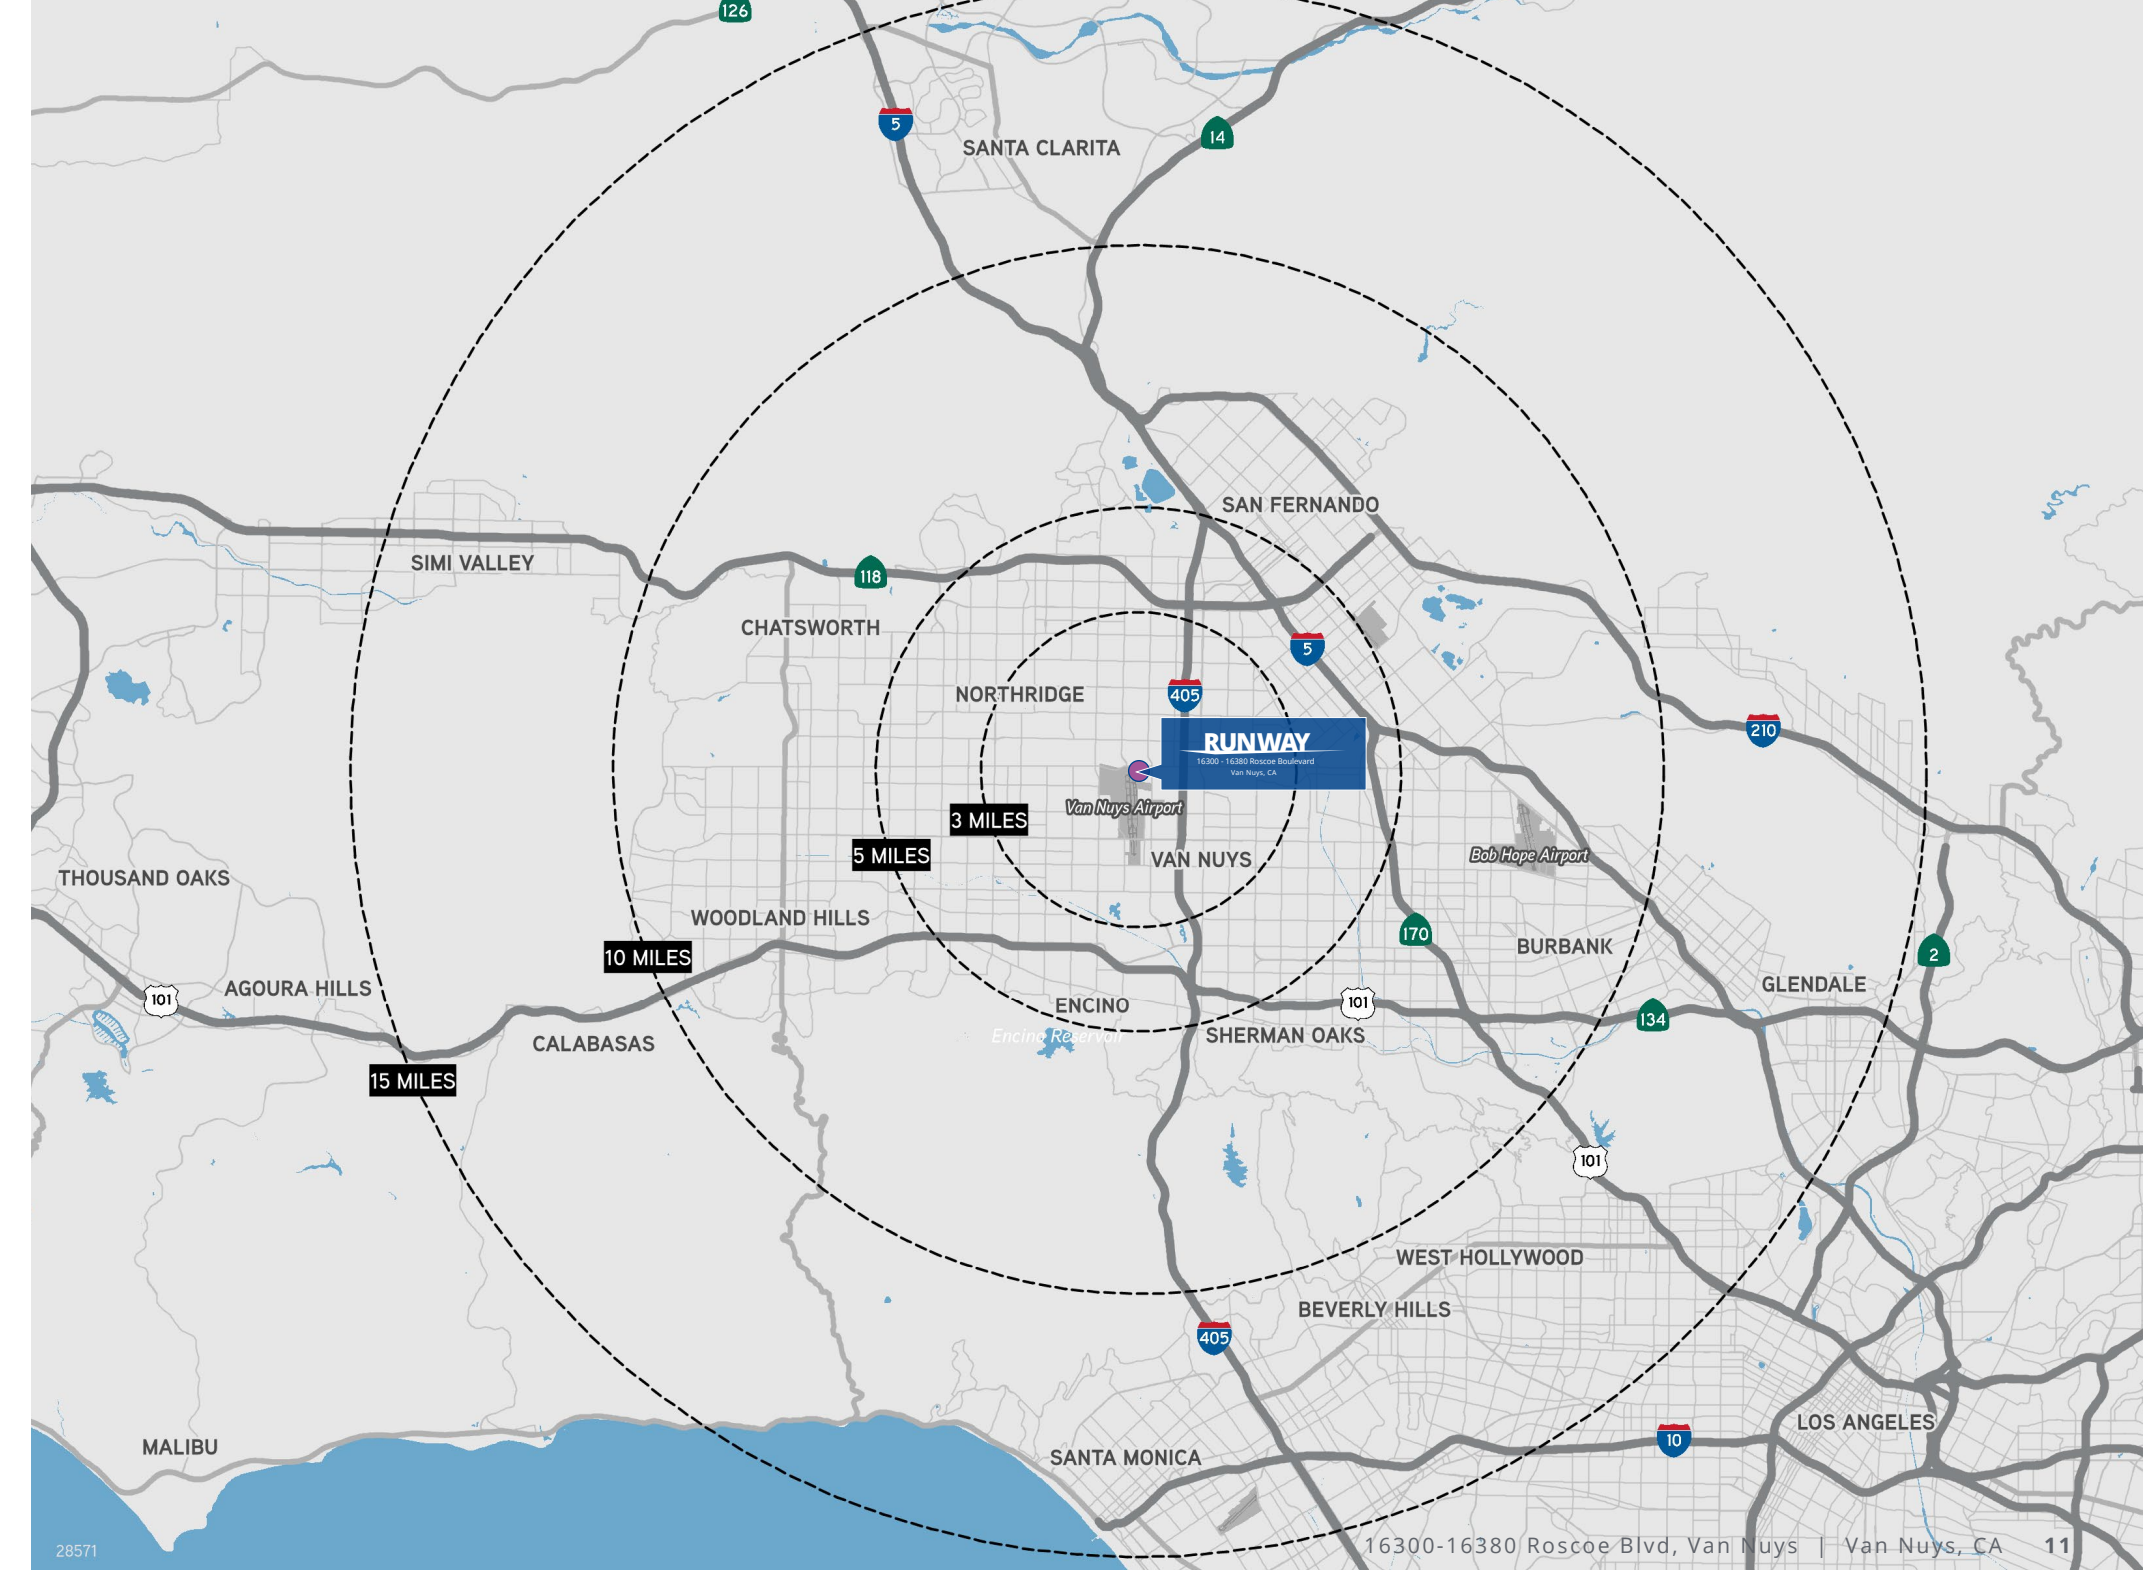 126
5
14
SANTA CLARITA
SAN FERNANDO
SIMI VALLEY
118
CHATSWORTH
5
NORTHRIDGE
405
210
RUNWAY
16300 - 16380 Roscoe Boulevard
Van Nuys, CA
Van Nuys Airport
3 MILES
5 MILES
VAN NUYS
Bob Hope Airport
THOUSAND OAKS
WOODLAND HILLS
170
BURBANK
2
10 MILES
AGOURA HILLS
GLENDALE
101
101
ENCINO
134
Encino Reservoir
SHERMAN OAKS
CALABASAS
15 MILES
101
WEST HOLLYWOOD
BEVERLY HILLS
405
LOS ANGELES
10
MALIBU
SANTA MONICA
28571
16300-16380 Roscoe Blvd, Van Nuys | Van Nuys, CA 11